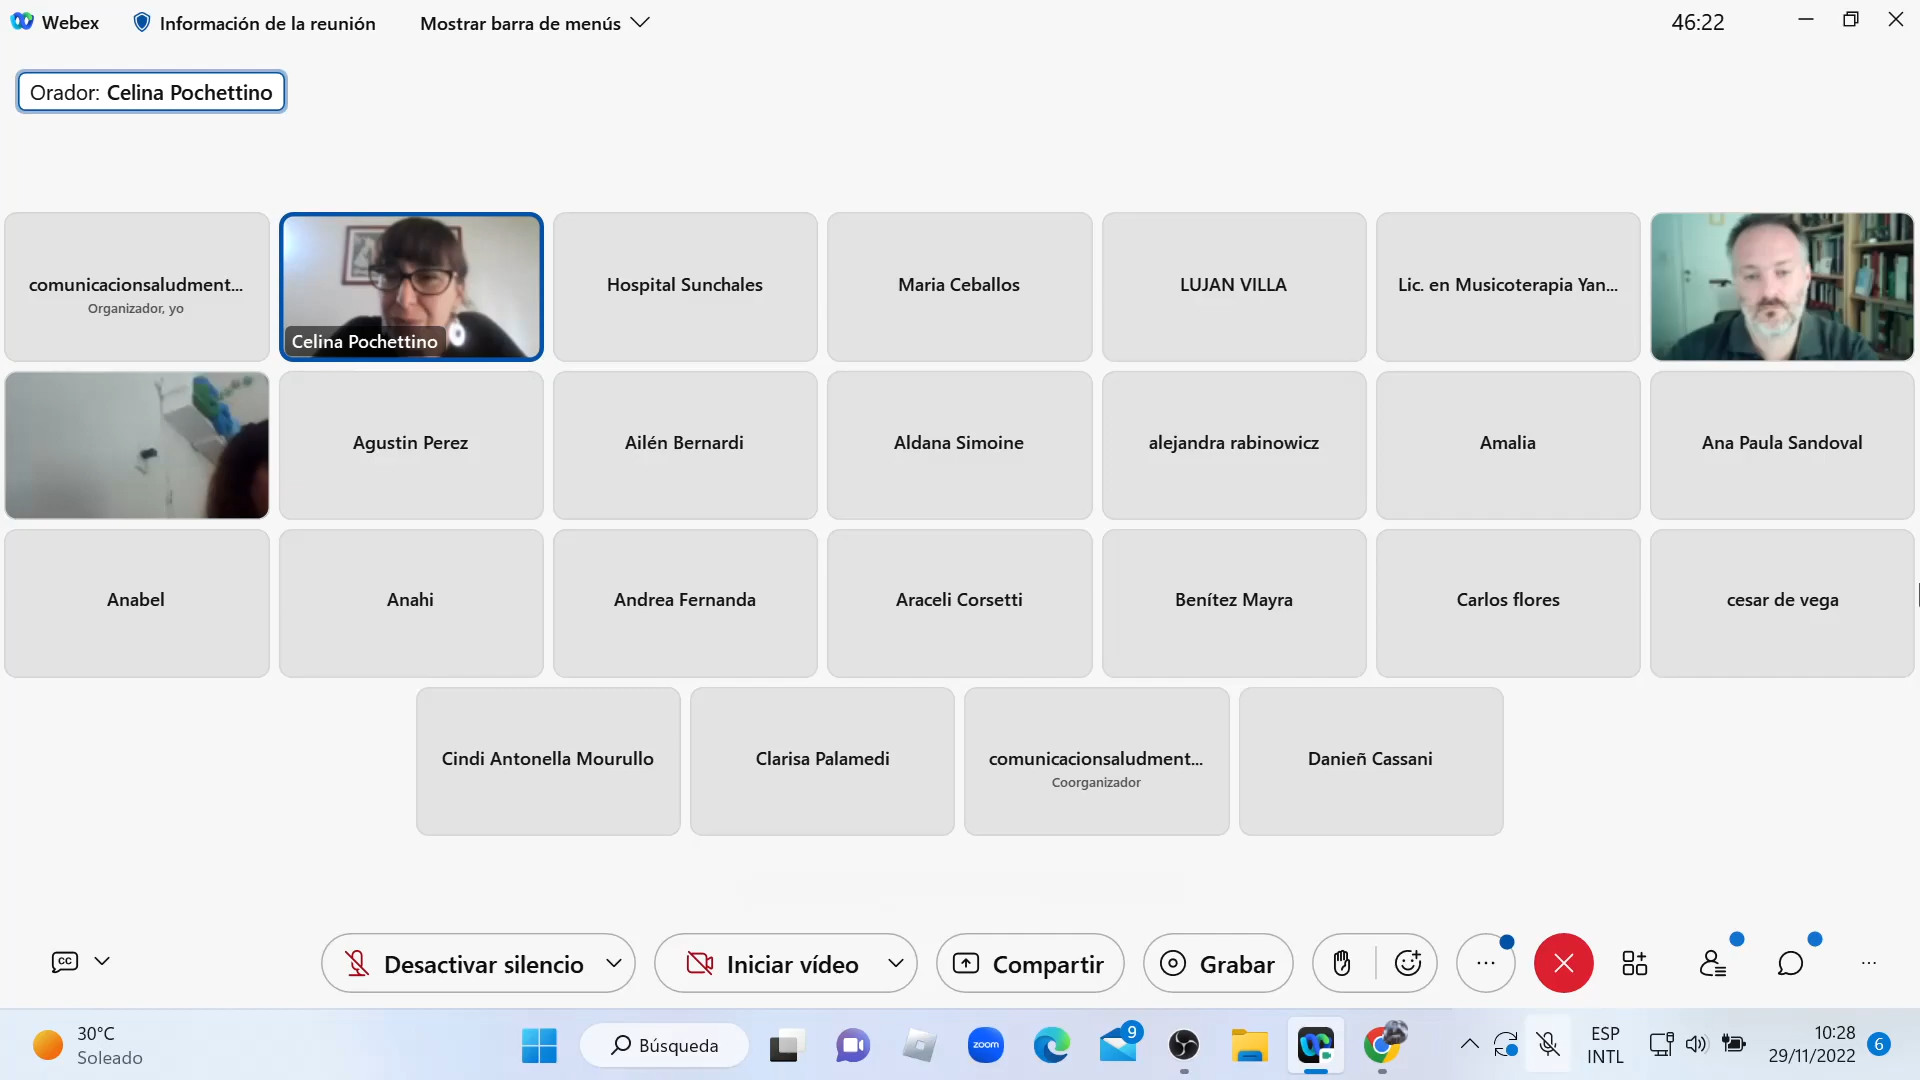 Webex
Información de la reunión
Mostrar barra de menús
46:22
Orador: Celina Pochettino
comunicacionsaludment...
Organizador, yo
Celina Pochettino
Hospital Sunchales
Maria Ceballos
LUJAN VILLA
Lic. en Musicoterapia Yan...
Agustin Perez
Ailén Bernardi
Aldana Simoine
alejandra rabinowicz
Amalia
Ana Paula Sandoval
Anabel
Anahi
Andrea Fernanda
Araceli Corsetti
Benítez Mayra
Carlos flores
cesar de vega
Cindi Antonella Mourullo
Clarisa Palamedi
comunicacionsaludment...
Coorganizador
Danieñ Cassani
CC
Desactivar silencio
Iniciar vídeo
Compartir
Grabar
30°C
Soleado
Búsqueda
zoom
9
ESP
INTL
10:28
29/11/2022
6